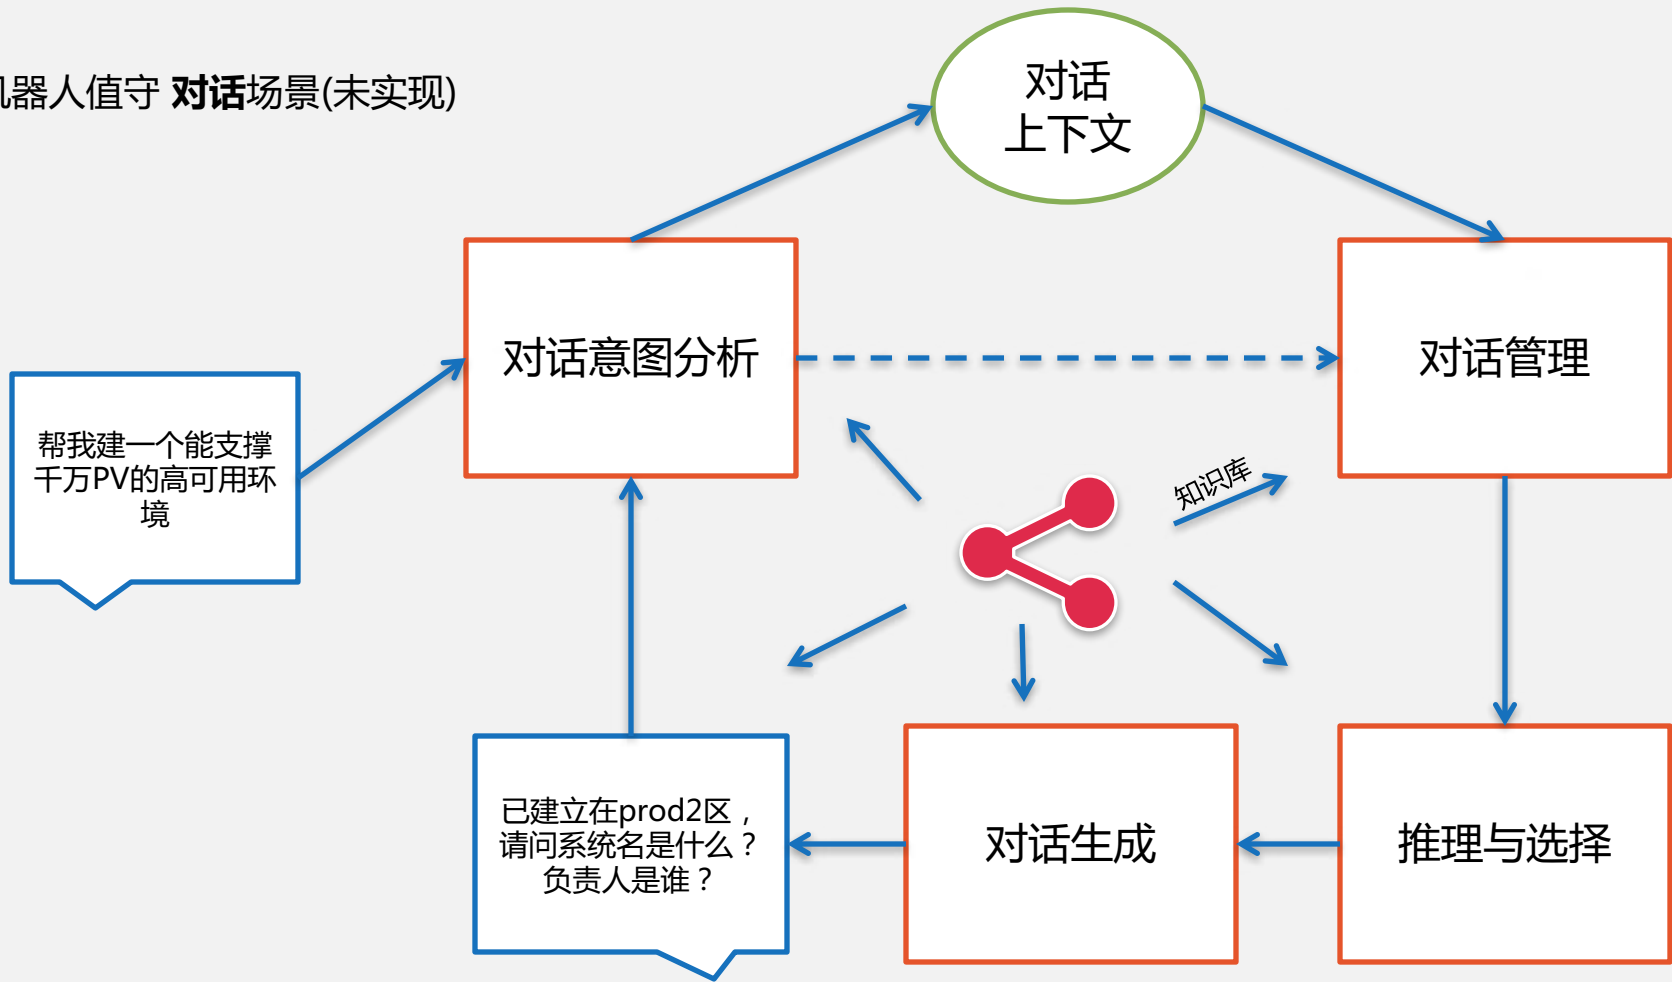 器人值守 对话场景(未实现)
对话
上下文
对话意图分析
对话管理
帮我建一个能支撑
千万PV的高可用环
境
知识库
已建立在prod2区，
请问系统名是什么？
负责人是谁？
对话生成
推理与选择